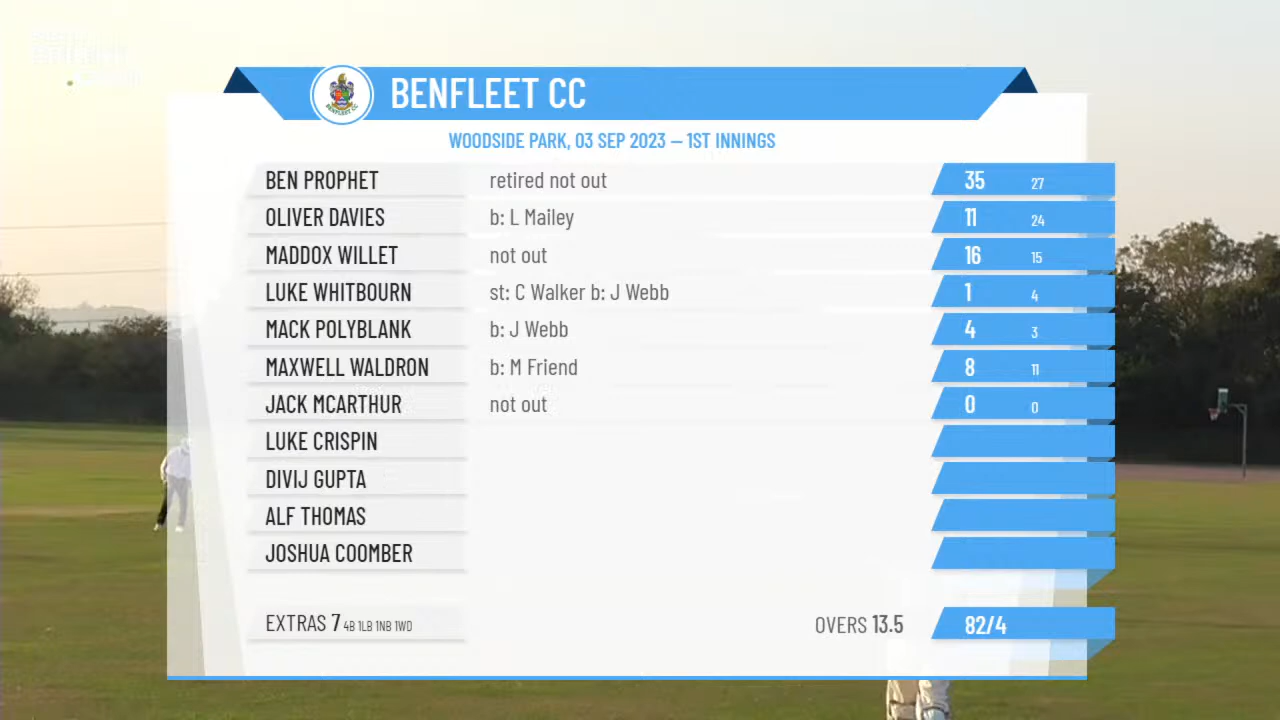 BENFLEET CC
WOODSIDE PARK, 03 SEP 2023 – 1ST INNINGS
BEN PROPHET retired not out 35 27
OLIVER DAVIES b: L Mailey 11 24
MADDOX WILLET not out 16 15
LUKE WHITBOURN st: C Walker b: J Webb 1 4
MACK POLYBLANK b: J Webb 4 3
MAXWELL WALDRON b: M Friend 8 11
JACK MCARTHUR not out 0 0
LUKE CRISPIN
DIVIJ GUPTA
ALF THOMAS
JOSHUA COOMBER
EXTRAS 7 4B 1LB 1NB 1WD OVERS 13.5 82/4